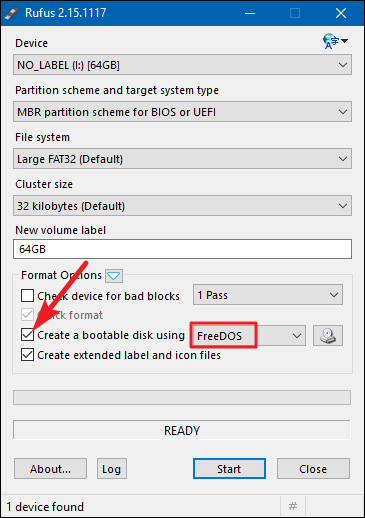 Rufus 2.15.1117
Device
NO_LABEL (I:) [64GB]
Partition scheme and target system type
MBR partition scheme for BIOS or UEFI
File system
Large FAT32 (Default)
Cluster size
32 kilobytes (Default)
New volume label
64GB
Format Options
Check device for bad blocks 1 Pass
Quick format
Create a bootable disk using FreeDOS
Create extended label and icon files
READY
About... Log Start Close
1 device found #